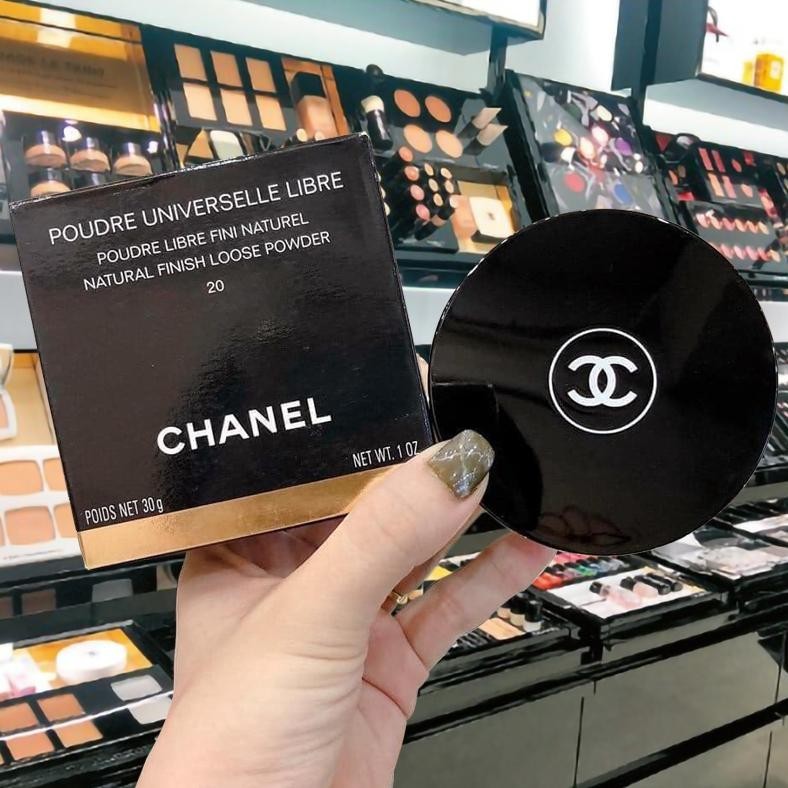 POUDRE UNIVERSELLE LIBRE
POUDRE LIBRE FINI NATUREL
NATURAL FINISH LOOSE POWDER
20
CHANEL
POIDS NET 30 g
NET WT. 1 OZ